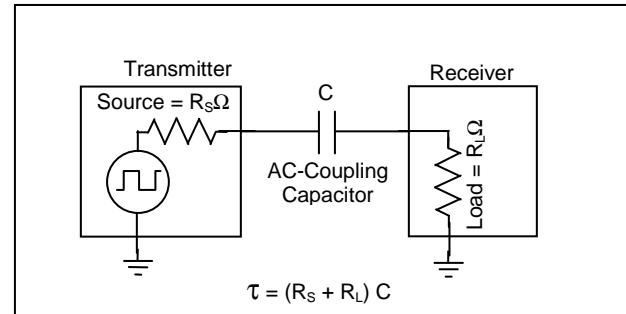 Transmitter
Source = RSΩ
C
AC-Coupling
Capacitor
Receiver
Load = RLΩ
τ = (RS + RL) C